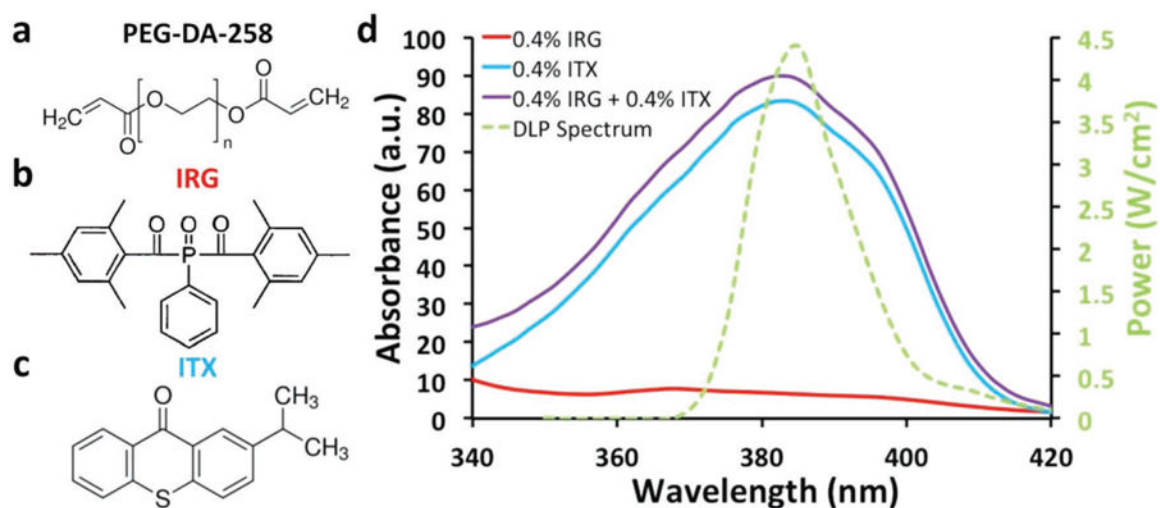 a
PEG-DA-258
H₂C
O
O
n
O
O
CH₂
b
IRG
O
O
O
P
c
ITX
O
CH₃
CH₃
S
d
0.4% IRG
0.4% ITX
0.4% IRG + 0.4% ITX
DLP Spectrum
Absorbance (a.u.)
100
90
80
70
60
50
40
30
20
10
0
340
360
380
400
420
Wavelength (nm)
4.5
4
3.5
3
2.5
2
1.5
1
0.5
0
Power (W/cm²)